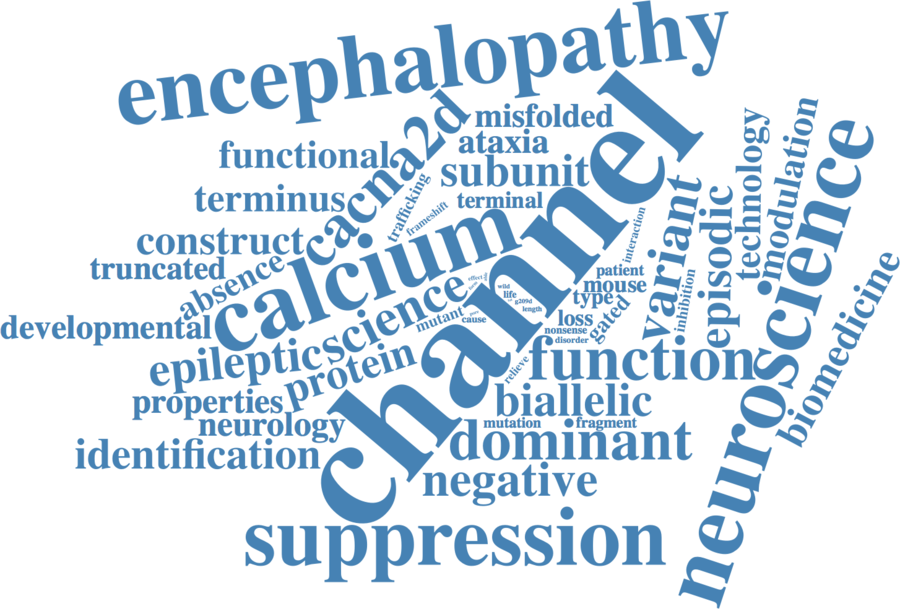 encephalopathy
misfolded
cacna2d
ataxia
functional
subunit
trafficking
terminus
terminal
frameshift
channel
calcium
construct
truncated
absence
interaction
variant
episodic
technology
modulation
neuroscience
biomedicine
patient
mouse
type
gated
inhibition
effect
wild
life
g209d
length
cause
mutant
science
developmental
epileptic
protein
loss
nonsense
disorder
relieve
function
properties
neurology
biallelic
mutation
fragment
identification
dominant
negative
suppression